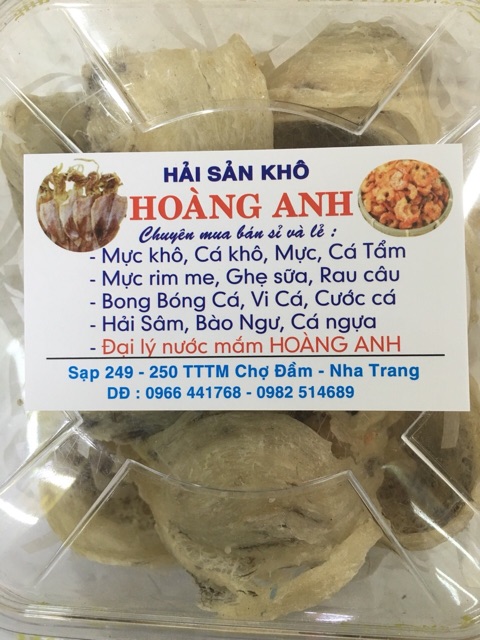 HẢI SẢN KHÔ
HOÀNG ANH
Chuyên mua bán sỉ và lẻ :
- Mực khô, Cá khô, Mực, Cá Tẩm
- Mực rim me, Ghẹ sữa, Rau câu
- Bong Bóng Cá, Vi Cá, Cước cá
- Hải Sâm, Bào Ngư, Cá ngựa
- Đại lý nước mắm HOÀNG ANH
Sạp 249 - 250 TTTM Chợ Đầm - Nha Trang
DĐ : 0966 441768 - 0982 514689